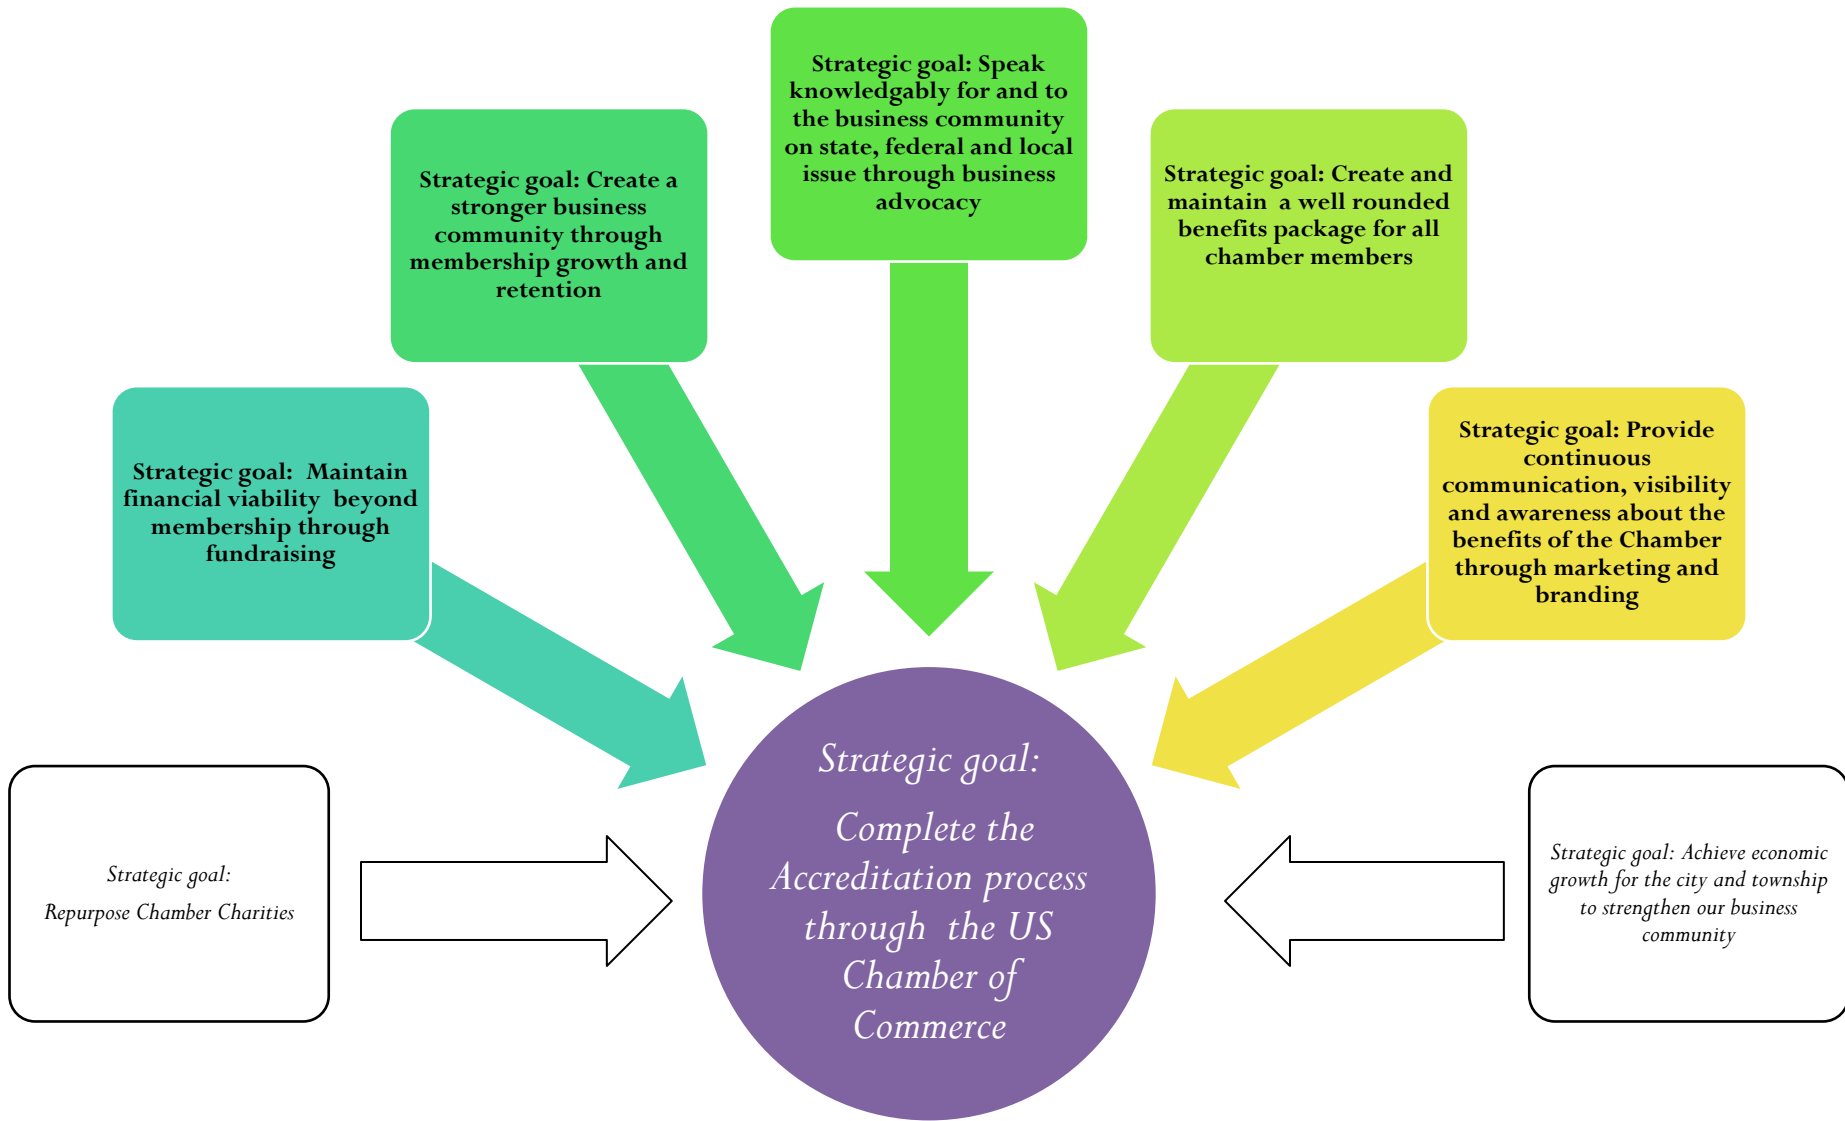 Strategic goal: Speak
knowledgably for and to
the business community
on state, federal and local
issue through business
advocacy
Strategic goal: Create a
stronger business
community through
membership growth and
retention
Strategic goal: Create and
maintain  a well rounded
benefits package for all
chamber members
Strategic goal:  Maintain
financial viability  beyond
membership through
fundraising
Strategic goal: Provide
continuous
communication, visibility
and awareness about the
benefits of the Chamber
through marketing and
branding
Strategic goal:
Repurpose Chamber Charities
Strategic goal:
Complete the
Accreditation process
through  the US
Chamber of
Commerce
Strategic goal: Achieve economic
growth for the city and township
to strengthen our business
community